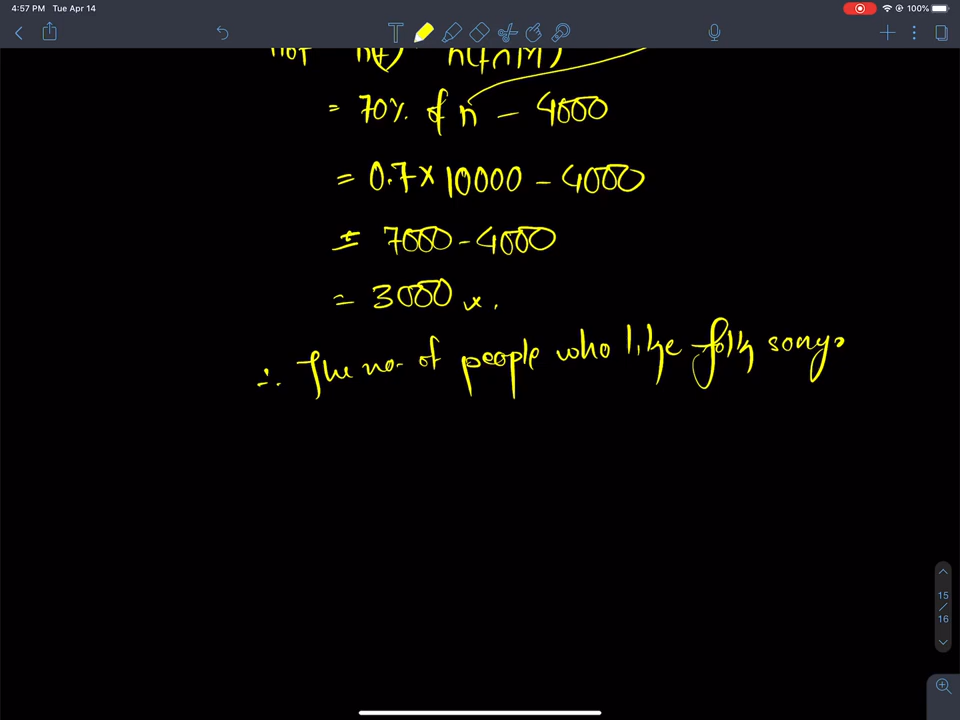 4:57 PM Tue Apr 14
100%
= 70% of n - 4000
= 0.7 × 10000 - 4000
= 7000 - 4000
= 3000
∴ The no. of people who like folk songs
15
/
16